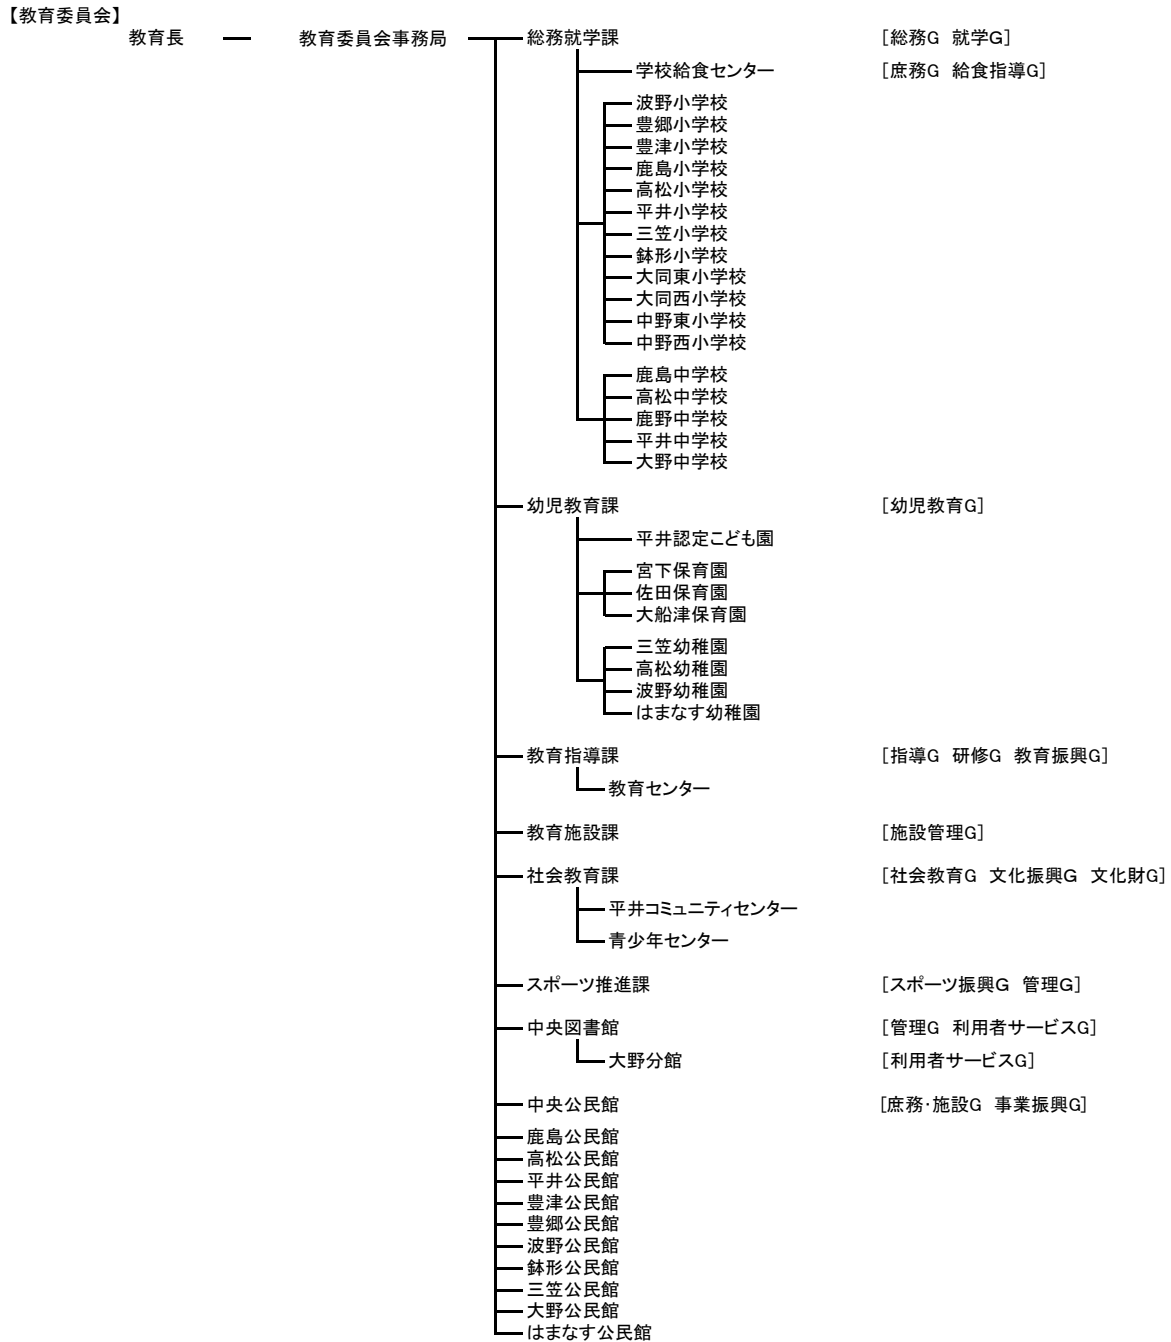 【教育委員会】
教育長 教育委員会事務局 総務就学課 [総務G 就学G]
学校給食センター [庶務G 給食指導G]
波野小学校
豊郷小学校
豊津小学校
鹿島小学校
高松小学校
平井小学校
三笠小学校
鉢形小学校
大同東小学校
大同西小学校
中野東小学校
中野西小学校
鹿島中学校
高松中学校
鹿野中学校
平井中学校
大野中学校
幼児教育課 [幼児教育G]
平井認定こども園
宮下保育園
佐田保育園
大船津保育園
三笠幼稚園
高松幼稚園
波野幼稚園
はまなす幼稚園
教育指導課 [指導G 研修G 教育振興G]
教育センター
教育施設課 [施設管理G]
社会教育課 [社会教育G 文化振興G 文化財G]
平井コミュニティセンター
青少年センター
スポーツ推進課 [スポーツ振興G 管理G]
中央図書館 [管理G 利用者サービスG]
大野分館 [利用者サービスG]
中央公民館 [庶務・施設G 事業振興G]
鹿島公民館
高松公民館
平井公民館
豊津公民館
豊郷公民館
波野公民館
鉢形公民館
三笠公民館
大野公民館
はまなす公民館